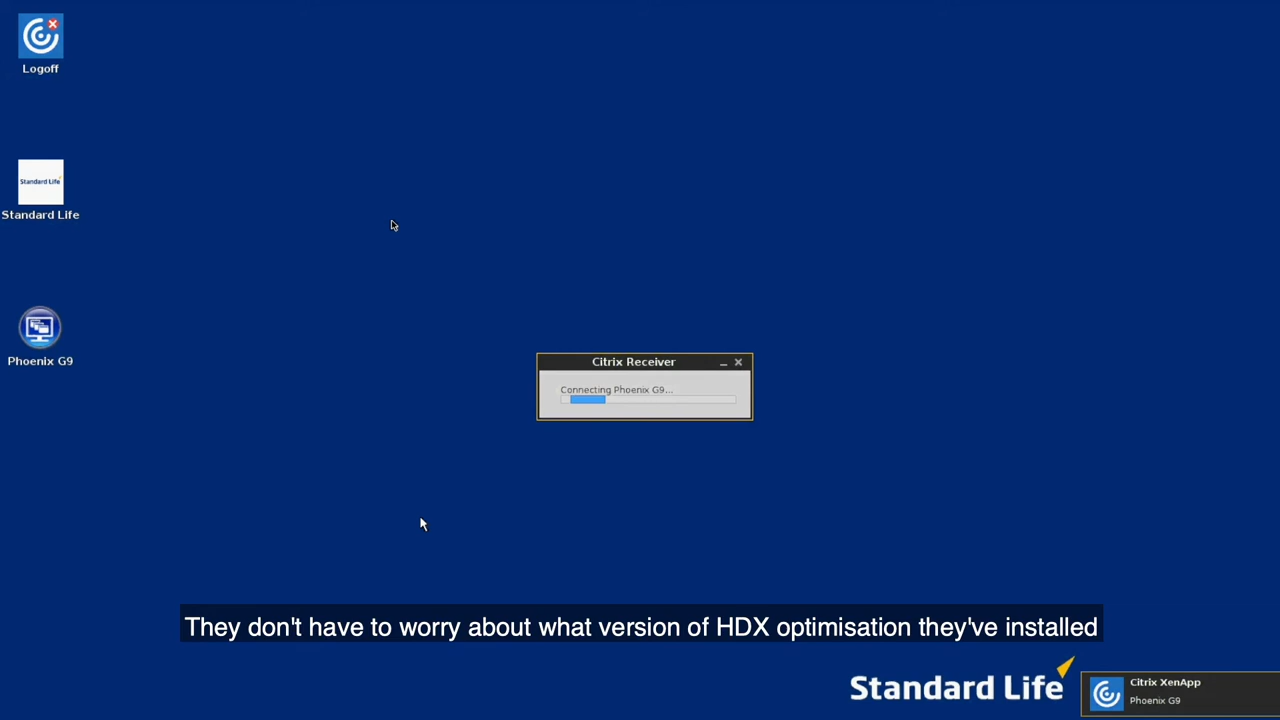 Logoff
Standard Life
Standard Life
Phoenix G9
Citrix Receiver
Connecting Phoenix G9...
They don't have to worry about what version of HDX optimisation they've installed
Standard Life
Citrix XenApp
Phoenix G9